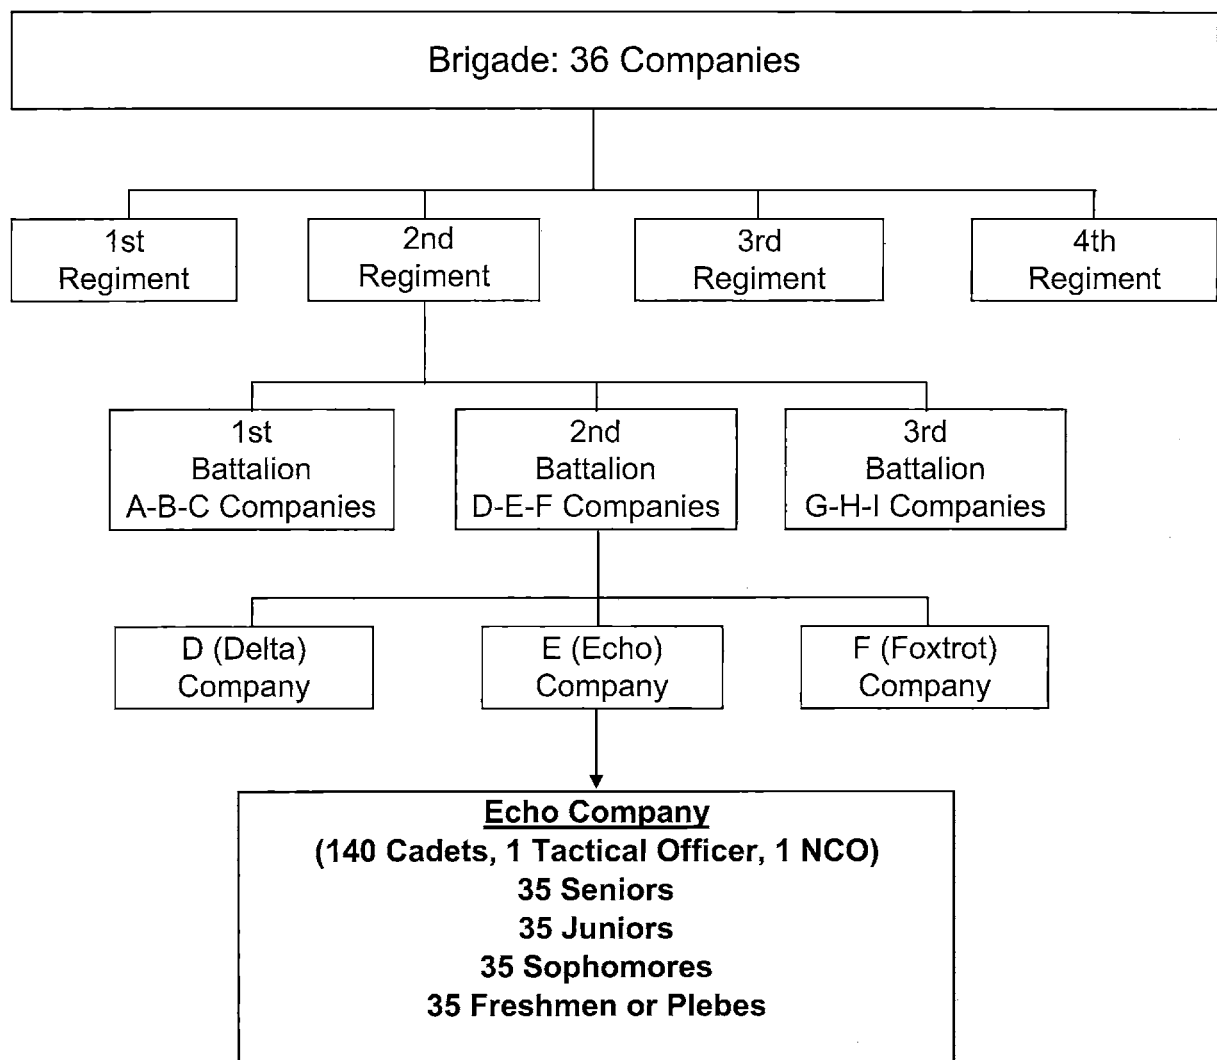 Brigade: 36 Companies
1st
Regiment
2nd
Regiment
3rd
Regiment
4th
Regiment
1st
Battalion
A-B-C Companies
2nd
Battalion
D-E-F Companies
3rd
Battalion
G-H-I Companies
D (Delta)
Company
E (Echo)
Company
F (Foxtrot)
Company
Echo Company
(140 Cadets, 1 Tactical Officer, 1 NCO)
35 Seniors
35 Juniors
35 Sophomores
35 Freshmen or Plebes